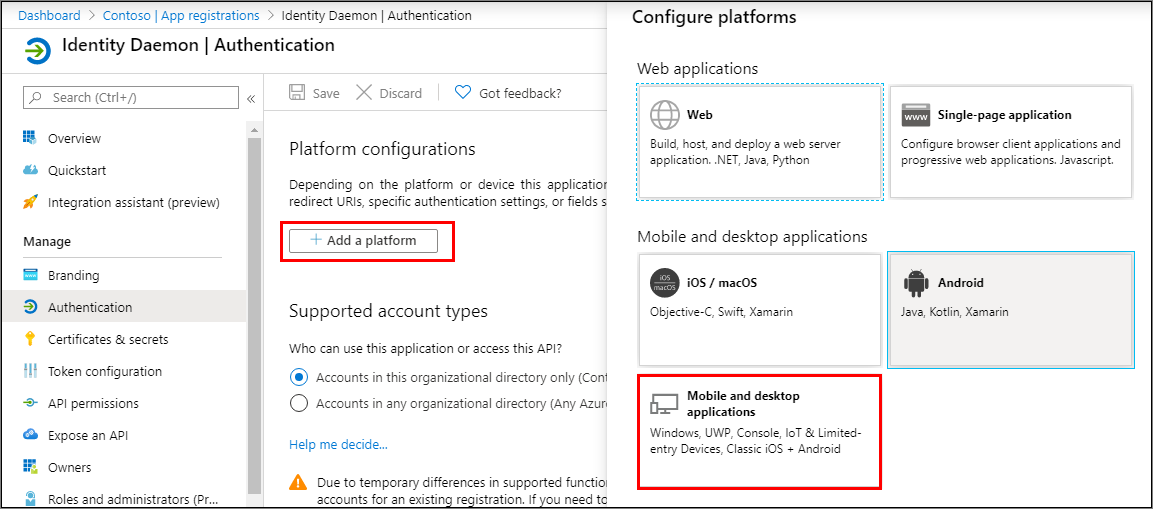 Dashboard > Contoso | App registrations > Identity Daemon | Authentication
Identity Daemon | Authentication
Search (Ctrl+/)
«
Overview
Quickstart
Integration assistant (preview)
Manage
Branding
Authentication
Certificates & secrets
Token configuration
API permissions
Expose an API
Owners
Roles and administrators (Pr...
Save
Discard
Got feedback?
Platform configurations
Depending on the platform or device this application
redirect URIs, specific authentication settings, or fields s
+ Add a platform
Supported account types
Who can use this application or access this API?
Accounts in this organizational directory only (Cont
Accounts in any organizational directory (Any Azure
Help me decide...
Due to temporary differences in supported function
accounts for an existing registration. If you need to
Configure platforms
Web applications
Web
Build, host, and deploy a web server
application. .NET, Java, Python
www
Single-page application
Configure browser client applications and
progressive web applications. Javascript.
Mobile and desktop applications
iOS
macOS
iOS / macOS
Objective-C, Swift, Xamarin
Android
Java, Kotlin, Xamarin
Mobile and desktop
applications
Windows, UWP, Console, IoT & Limited-
entry Devices, Classic iOS + Android